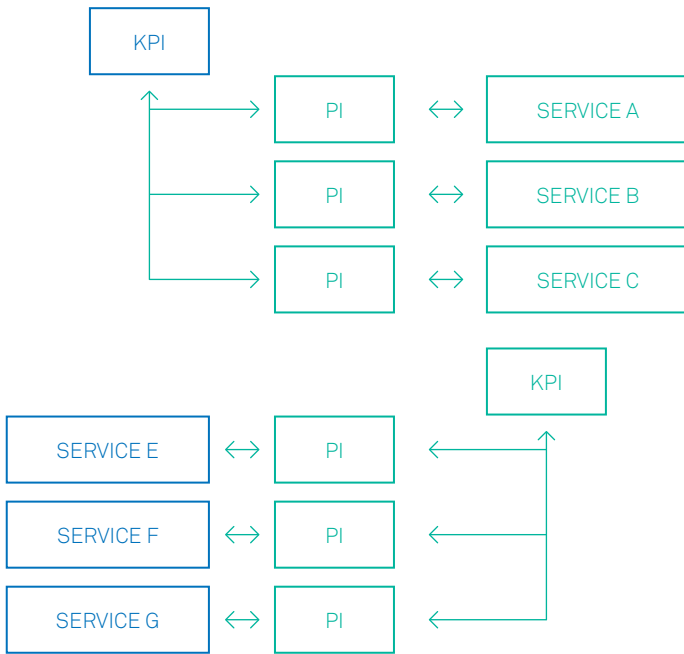 KPI
PI
SERVICE A
PI
SERVICE B
PI
SERVICE C
KPI
SERVICE E
PI
SERVICE F
PI
SERVICE G
PI